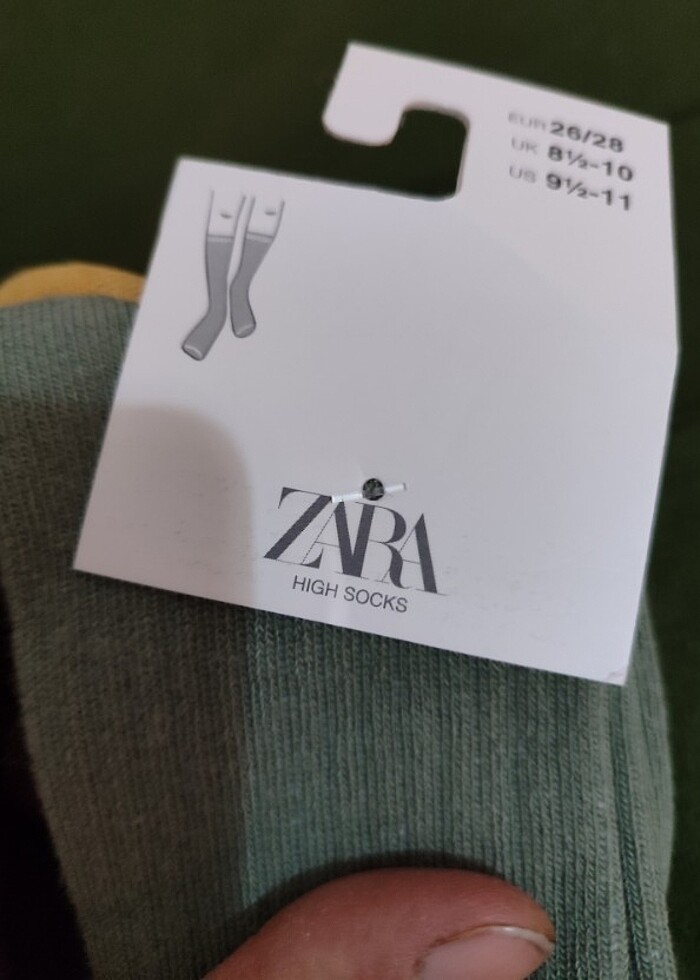 EUR 26/28
UK 8½-10
US 9½-11
ZARA
HIGH SOCKS